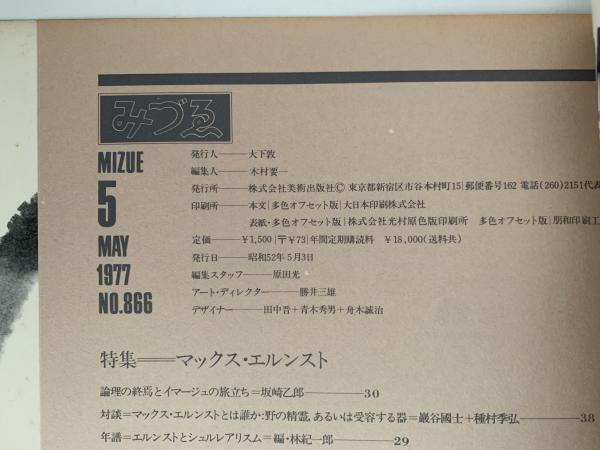 みづゑ
MIZUE
5
MAY
1977
NO.866
発行人——大下敦
編集人——木村要一
発行所——株式会社美術出版社Ⓒ 東京都新宿区市谷本村町15|郵便番号162 電話(260)2151代表
印刷所——本文|多色オフセット版|大日本印刷株式会社
表紙・多色オフセット版|株式会社光村原色版印刷所 多色オフセット版|朋和印刷工
定価——¥1,500|〒¥73|年間定期購読料 ¥18,000(送料共)
発行日——昭和52年5月3日
編集スタッフ——原田光
アート・ディレクター——勝井三雄
デザイナー——田中晋+青木秀男+舟木誠治
特集——マックス・エルンスト
論理の終焉とイマージュの旅立ち=坂崎乙郎——30
対談=マックス・エルンストとは誰か:野の精霊、あるいは受容する器=巌谷國士+種村季弘——38
年譜=エルンストとシュルレアリスム=編・林紀一郎——29